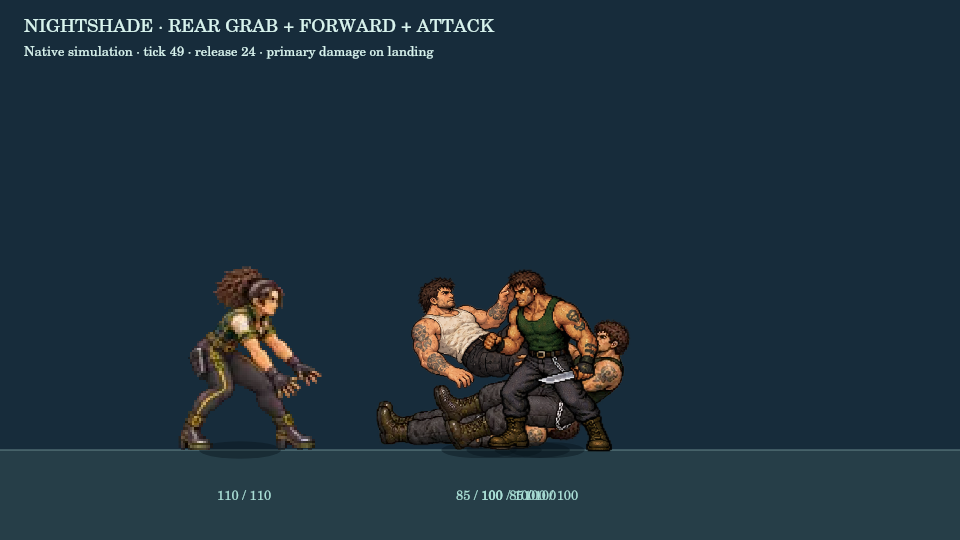 NIGHTSHADE · REAR GRAB + FORWARD + ATTACK
Native simulation · tick 49 · release 24 · primary damage on landing
110 / 110 85 / 100 100